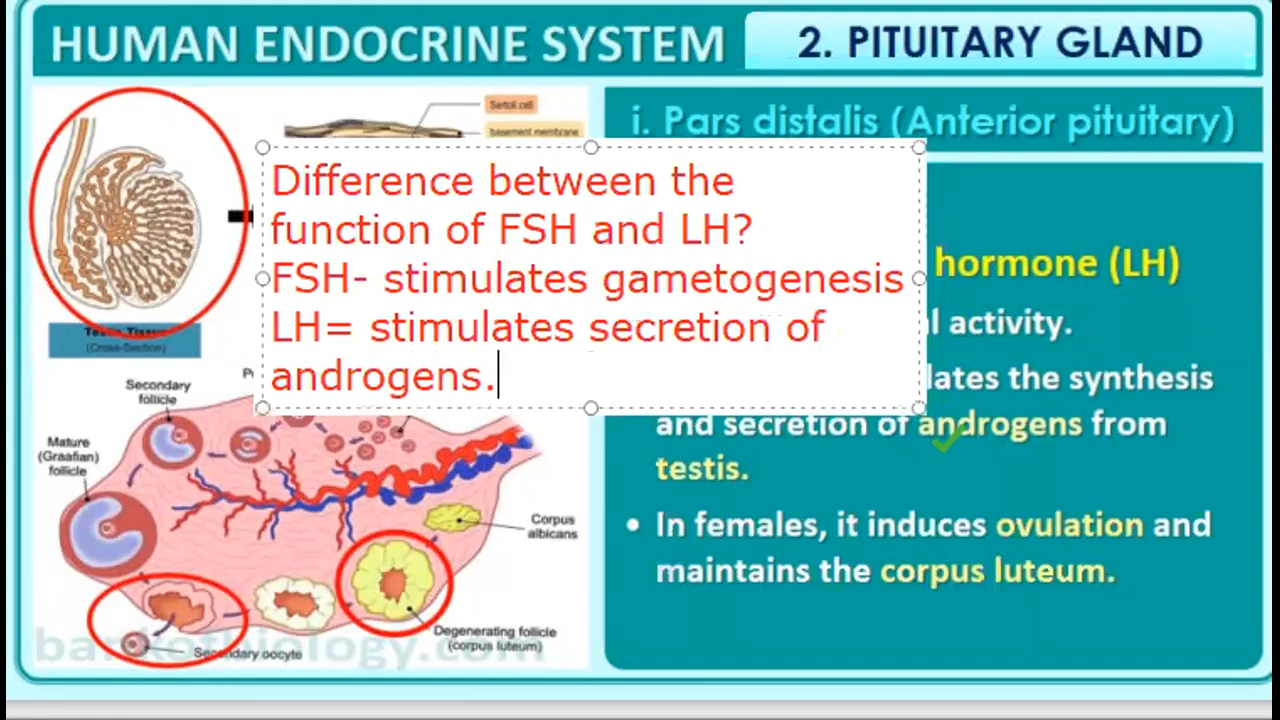 HUMAN ENDOCRINE SYSTEM
2. PITUITARY GLAND
i. Pars distalis (Anterior pituitary)
Sertoli cell
basement membrane
Difference between the
function of FSH and LH?
FSH- stimulates gametogenesis
LH= stimulates secretion of
androgens.
hormone (LH)
activity.
lates the synthesis
and secretion of androgens from
testis.
• In females, it induces ovulation and
maintains the corpus luteum.
(Cross-Section)
Secondary
follicle
Mature
(Graafian)
follicle
Corpus
albicans
Degenerating follicle
(corpus luteum)
Secondary oocyte